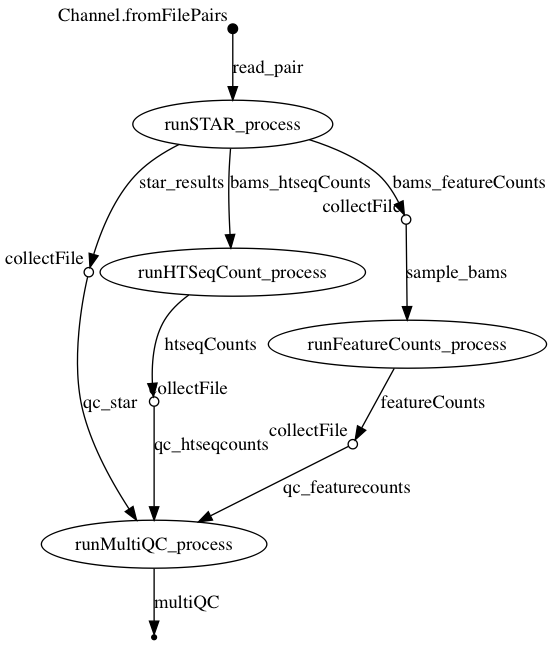 Channel.fromFilePairs
read_pair
runSTAR_process
star_results
bams_htseqCounts
bams_featureCounts
collectFile
collectFile
runHTSeqCount_process
sample_bams
htseqCounts
runFeatureCounts_process
collectFile
qc_star
featureCounts
collectFile
qc_htseqcounts
qc_featurecounts
runMultiQC_process
multiQC